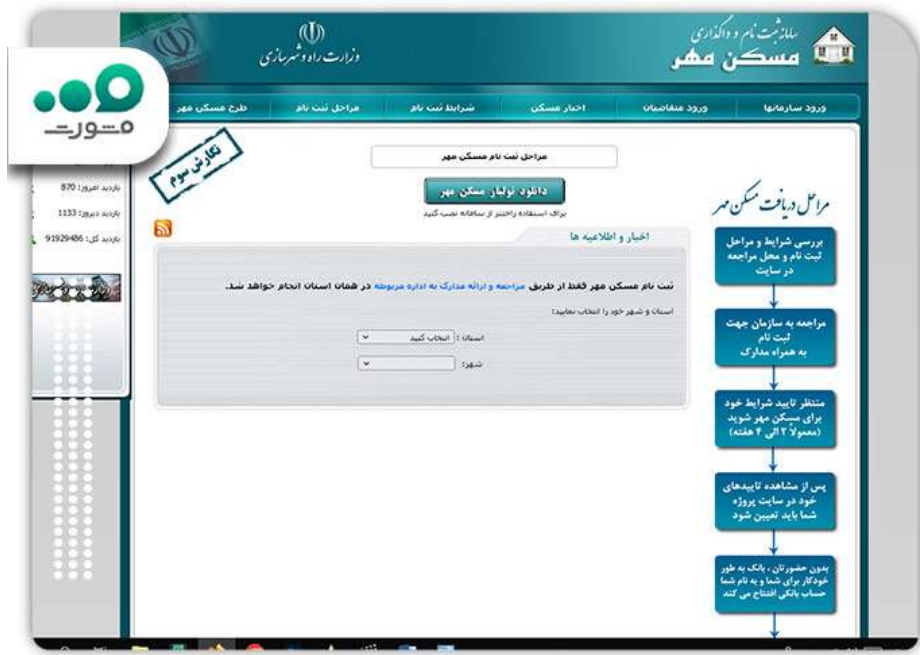 سامانه ثبت نام و واگذاری
مسکن مهر
وزارت راه و شهرسازی
مشورت
ورود سازمانها
ورود متقاضیان
اخبار مسکن
شرایط ثبت نام
مراحل ثبت نام
طرح مسکن مهر
مراحل ثبت نام مسکن مهر
نگارش سوم
دانلود تولبار مسکن مهر
برای استفاده راحتتر از سامانه نصب کنید
اخبار و اطلاعیه ها
ثبت نام مسکن مهر فقط از طریق مراجعه و ارائه مدارک به اداره مربوطه در همان استان انجام خواهد شد.
استان و شهر خود را انتخاب نمایید:
استان : انتخاب کنید
شهر:
مراحل دریافت مسکن مهر
بررسی شرایط و مراحل
ثبت نام و محل مراجعه
در سایت
مراجعه به سازمان جهت
ثبت نام
به همراه مدارک
منتظر تایید شرایط خود
برای مسکن مهر شوید
(معمولاً ۲ الی ۴ هفته)
پس از مشاهده تاییدهای
خود در سایت پروژه
شما باید تعیین شود
بدون حضورتان ، بانک به طور
خودکار برای شما و به نام شما
حساب بانکی افتتاح می کند
بازدید امروز: 870
بازدید دیروز: 1133
بازدید کل: 91929486